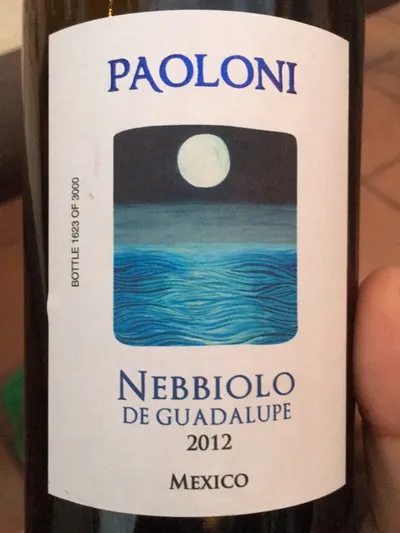 PAOLONI
BOTTLE 1623 OF 3000
NEBBIOLO
DE GUADALUPE
2012
MEXICO